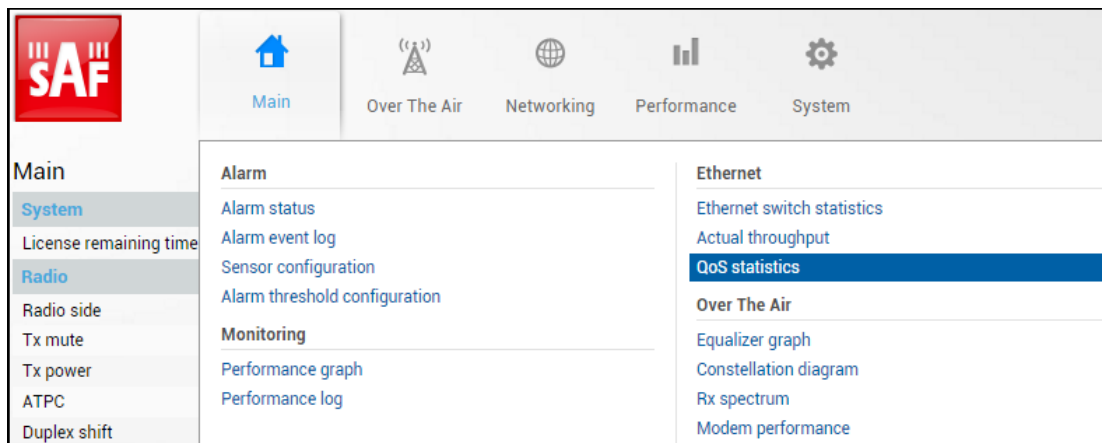 SAF
Main
Over The Air
Networking
Performance
System
Main
System
License remaining time
Radio
Radio side
Tx mute
Tx power
ATPC
Duplex shift
Alarm
Alarm status
Alarm event log
Sensor configuration
Alarm threshold configuration
Monitoring
Performance graph
Performance log
Ethernet
Ethernet switch statistics
Actual throughput
QoS statistics
Over The Air
Equalizer graph
Constellation diagram
Rx spectrum
Modem performance